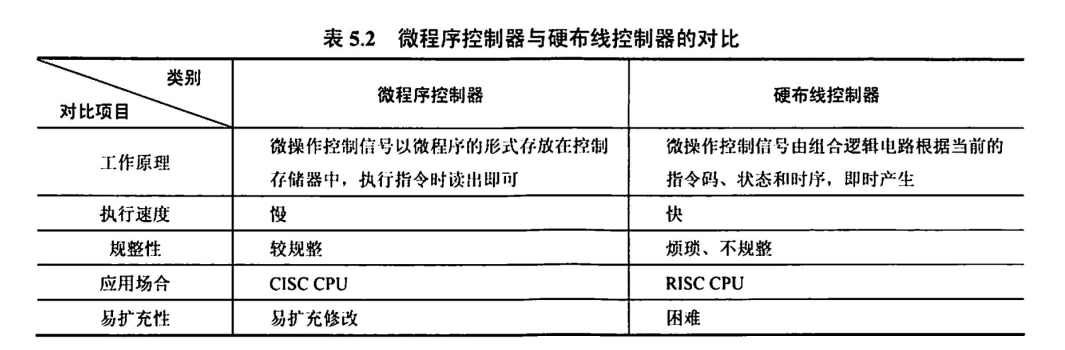 表 5.2 微程序控制器与硬布线控制器的对比
类别
对比项目
微程序控制器
硬布线控制器
工作原理
微操作控制信号以微程序的形式存放在控制
存储器中，执行指令时读出即可
微操作控制信号由组合逻辑电路根据当前的
指令码、状态和时序，即时产生
执行速度
慢
快
规整性
较规整
烦琐、不规整
应用场合
CISC CPU
RISC CPU
易扩充性
易扩充修改
困难